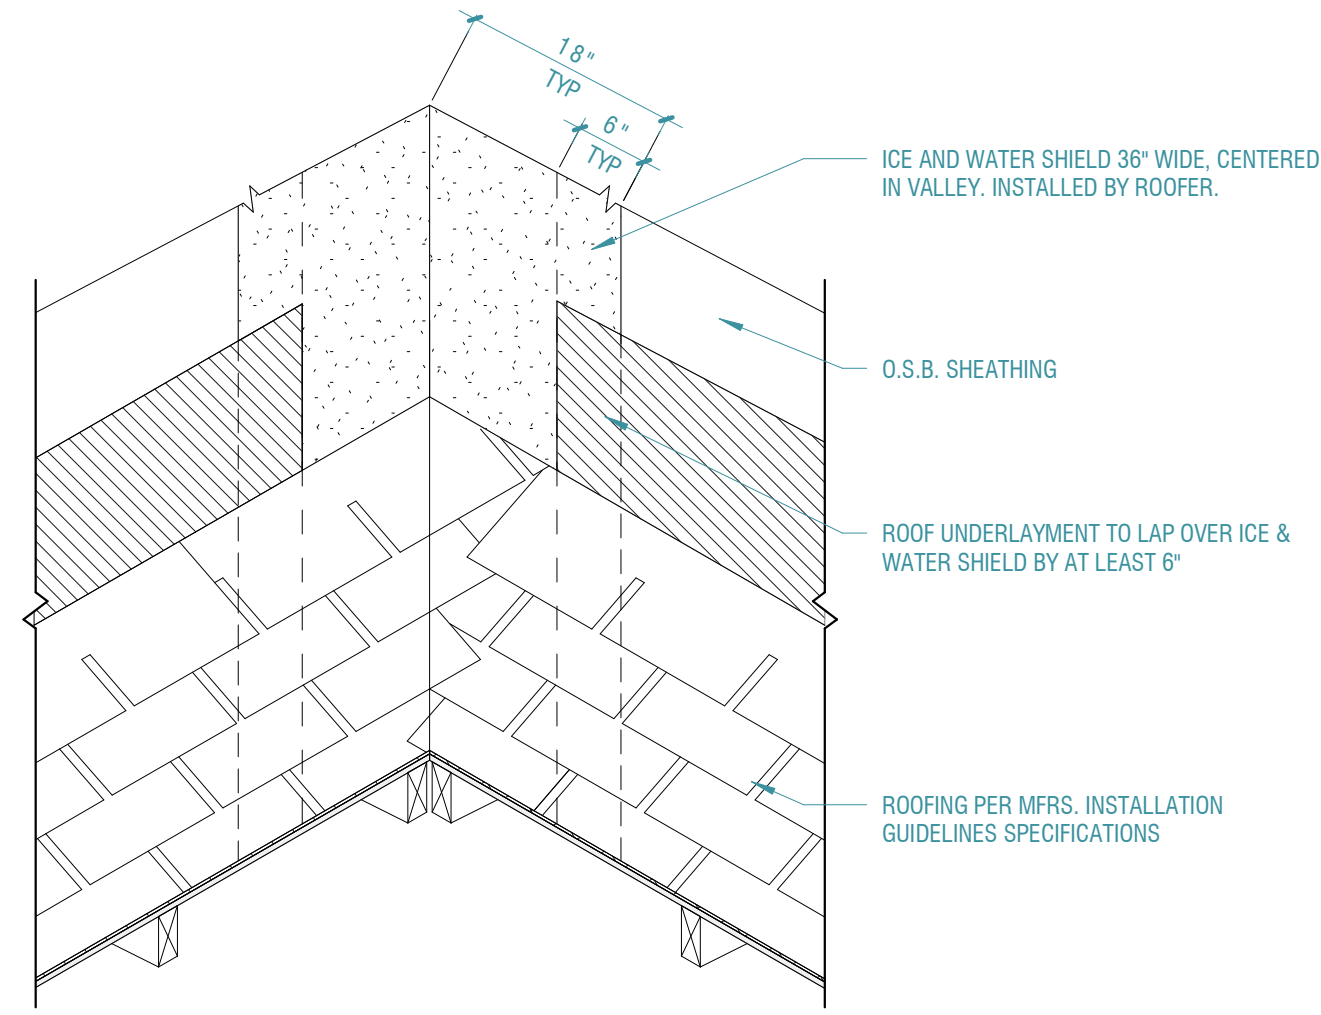 18"
TYP
6"
TYP
ICE AND WATER SHIELD 36" WIDE, CENTERED
IN VALLEY. INSTALLED BY ROOFER.
O.S.B. SHEATHING
ROOF UNDERLAYMENT TO LAP OVER ICE &
WATER SHIELD BY AT LEAST 6"
ROOFING PER MFRS. INSTALLATION
GUIDELINES SPECIFICATIONS